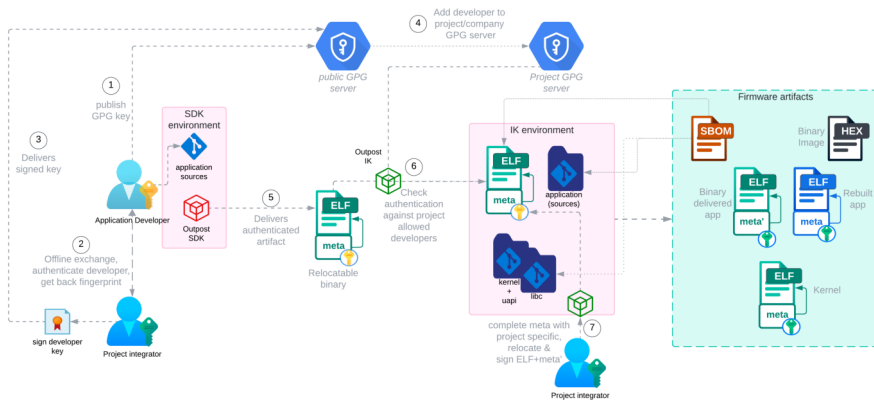 4
Add developer to
project/company
GPG server
public GPG
server
Project GPG
server
1
publish
GPG key
3
Delivers
signed key
SDK
environment
application
sources
Outpost
SDK
Application Developer
2
Offline exchange,
authenticate developer,
get back fingerprint
sign developer
key
Project integrator
5
Delivers
authenticated
artifact
ELF
meta
Relocatable
binary
Outpost
IK
6
Check
authentication
against project
allowed
developers
IK environment
ELF
meta
application
(sources)
kernel
+
uapi
libc
7
complete meta with
project specific,
relocate &
sign ELF+meta'
Project integrator
Firmware artifacts
SBOM
Binary
Image
HEX
Binary
delivered
app
ELF
meta'
ELF
meta
Rebuilt
app
ELF
meta
Kernel